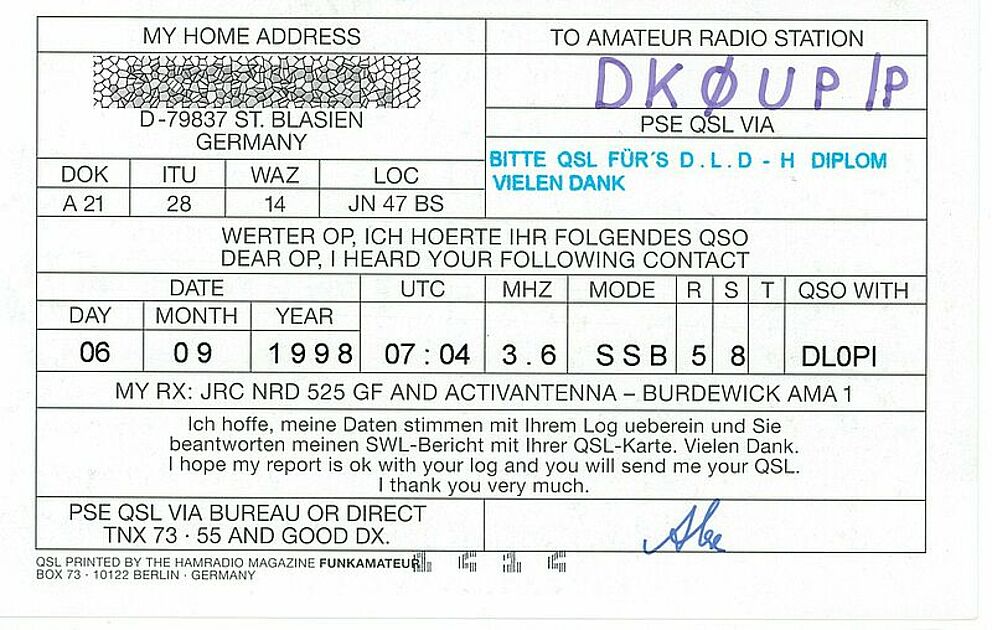 MY HOME ADDRESS
D-79837 ST. BLASIEN
GERMANY
TO AMATEUR RADIO STATION
DKØUP/P
PSE QSL VIA
BITTE QSL FÜR´S D.L.D - H DIPLOM
VIELEN DANK
DOK ITU WAZ LOC
A 21 28 14 JN 47 BS
WERTER OP, ICH HOERTE IHR FOLGENDES QSO
DEAR OP, I HEARD YOUR FOLLOWING CONTACT
DATE UTC MHZ MODE R S T QSO WITH
DAY MONTH YEAR
06 09 1998 07:04 3.6 SSB 5 8 DL0PI
MY RX: JRC NRD 525 GF AND ACTIVANTENNA – BURDEWICK AMA 1
Ich hoffe, meine Daten stimmen mit Ihrem Log ueberein und Sie
beantworten meinen SWL-Bericht mit Ihrer QSL-Karte. Vielen Dank.
I hope my report is ok with your log and you will send me your QSL.
I thank you very much.
PSE QSL VIA BUREAU OR DIRECT
TNX 73 · 55 AND GOOD DX.
QSL PRINTED BY THE HAMRADIO MAGAZINE FUNKAMATEUR
BOX 73 · 10122 BERLIN · GERMANY